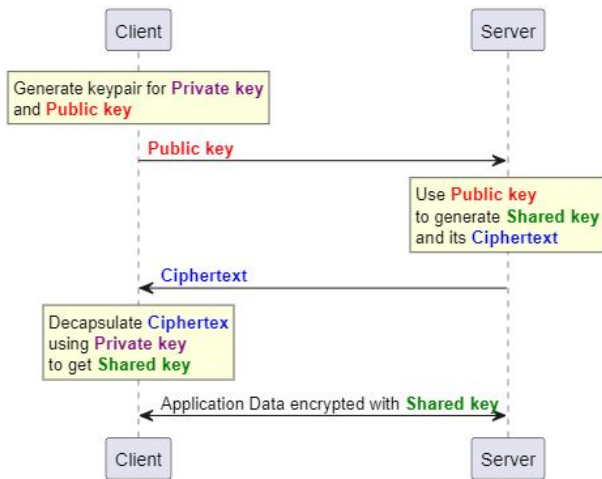 Client
Server
Generate keypair for Private key
and Public key
Public key
Use Public key
to generate Shared key
and its Ciphertext
Ciphertext
Decapsulate Ciphertex
using Private key
to get Shared key
Application Data encrypted with Shared key
Client
Server